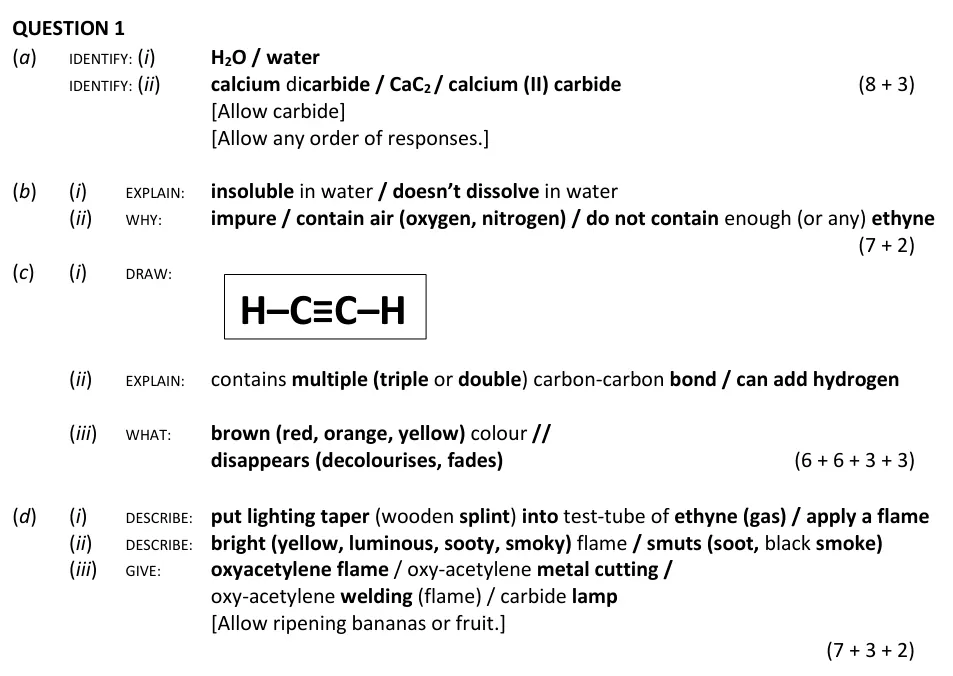 QUESTION 1
(a) IDENTIFY: (i) H₂O / water
IDENTIFY: (ii) calcium dicarbide / CaC₂ / calcium (II) carbide (8 + 3)
[Allow carbide]
[Allow any order of responses.]
(b) (i) EXPLAIN: insoluble in water / doesn’t dissolve in water
(ii) WHY: impure / contain air (oxygen, nitrogen) / do not contain enough (or any) ethyne
(7 + 2)
(c) (i) DRAW:
H–C≡C–H
(ii) EXPLAIN: contains multiple (triple or double) carbon-carbon bond / can add hydrogen
(iii) WHAT: brown (red, orange, yellow) colour //
disappears (decolourises, fades) (6 + 6 + 3 + 3)
(d) (i) DESCRIBE: put lighting taper (wooden splint) into test-tube of ethyne (gas) / apply a flame
(ii) DESCRIBE: bright (yellow, luminous, sooty, smoky) flame / smuts (soot, black smoke)
(iii) GIVE: oxyacetylene flame / oxy-acetylene metal cutting /
oxy-acetylene welding (flame) / carbide lamp
[Allow ripening bananas or fruit.]
(7 + 3 + 2)